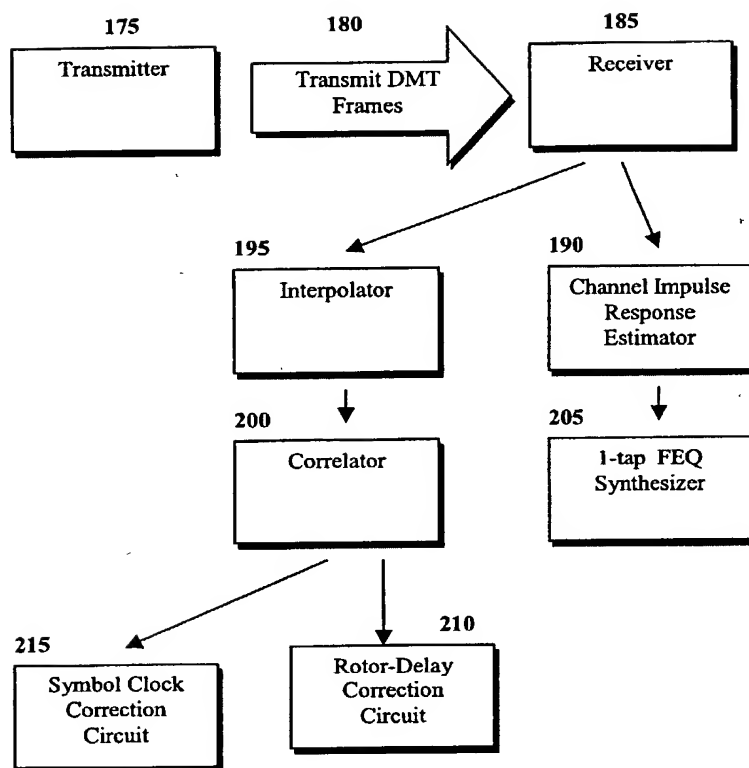 175
180
185
Transmitter
Transmit DMT
Frames
Receiver
195
190
Interpolator
Channel Impulse
Response
Estimator
200
205
Correlator
1-tap FEQ
Synthesizer
215
210
Symbol Clock
Correction
Circuit
Rotor-Delay
Correction
Circuit